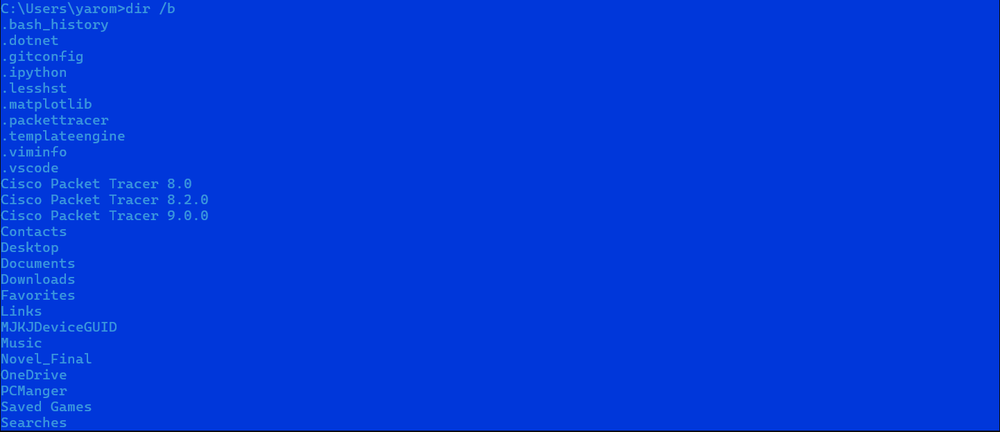 C:\Users\yarom>dir /b
.bash_history
.dotnet
.gitconfig
.ipython
.lesshst
.matplotlib
.packettracer
.templateengine
.viminfo
.vscode
Cisco Packet Tracer 8.0
Cisco Packet Tracer 8.2.0
Cisco Packet Tracer 9.0.0
Contacts
Desktop
Documents
Downloads
Favorites
Links
MJKJDeviceGUID
Music
Novel_Final
OneDrive
PCManger
Saved Games
Searches